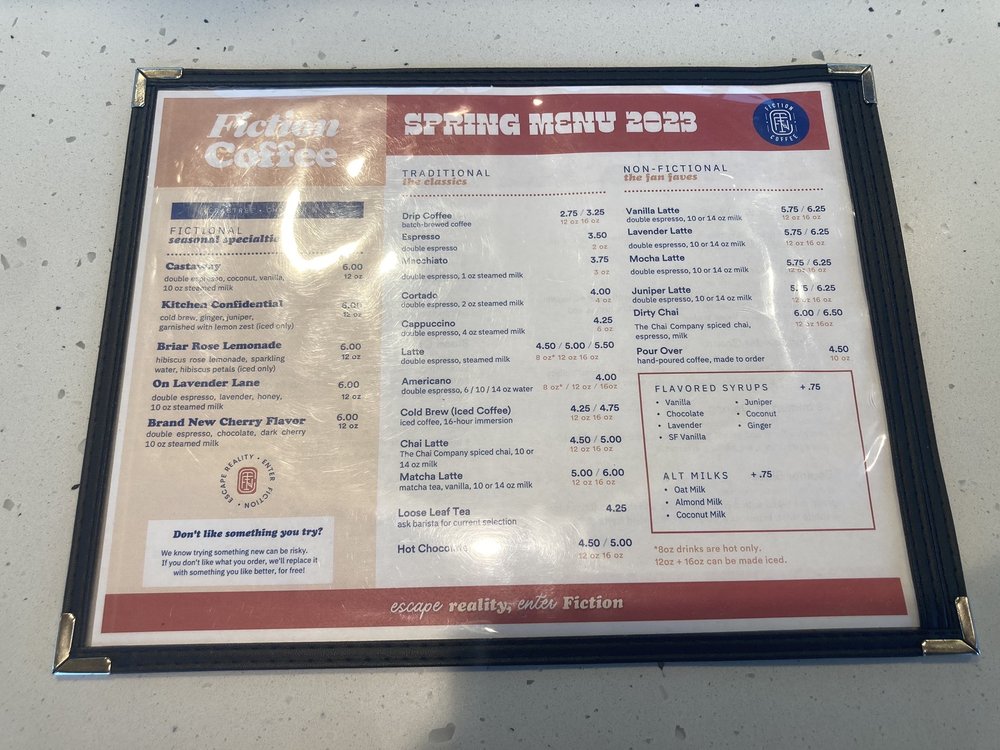 Fiction
Coffee
FICTIONAL
seasonal specialties
Castaway 6.00
double espresso, coconut, vanilla, 12 oz
10 oz steamed milk
Kitchen Confidential 6.00
cold brew, ginger, juniper, 12 oz
garnished with lemon zest (iced only)
Briar Rose Lemonade 6.00
hibiscus rose lemonade, sparkling 12 oz
water, hibiscus petals (iced only)
On Lavender Lane 6.00
double espresso, lavender, honey, 12 oz
10 oz steamed milk
Brand New Cherry Flavor 6.00
double espresso, chocolate, dark cherry 12 oz
10 oz steamed milk
ESCAPE REALITY • ENTER FICTION •
Don't like something you try?
We know trying something new can be risky.
If you don't like what you order, we'll replace it
with something you like better, for free!
SPRING MENU 2023
TRADITIONAL
the classics
Drip Coffee 2.75 / 3.25
batch-brewed coffee 12 oz 16 oz
Espresso 3.50
double espresso 2 oz
Macchiato 3.75
double espresso, 1 oz steamed milk 3 oz
Cortado 4.00
double espresso, 2 oz steamed milk 4 oz
Cappuccino 4.25
double espresso, 4 oz steamed milk 6 oz
Latte 4.50 / 5.00 / 5.50
double espresso, steamed milk 8 oz* 12 oz 16 oz
Americano 4.00
double espresso, 6 / 10 / 14 oz water 8 oz* / 12 oz / 16oz
Cold Brew (Iced Coffee) 4.25 / 4.75
iced coffee, 16-hour immersion 12 oz 16 oz
Chai Latte 4.50 / 5.00
The Chai Company spiced chai, 10 or 12 oz 16 oz
14 oz milk
Matcha Latte 5.00 / 6.00
matcha tea, vanilla, 10 or 14 oz milk 12 oz 16 oz
Loose Leaf Tea 4.25
ask barista for current selection
Hot Chocolate 4.50 / 5.00
12 oz 16 oz
FICTION
COFFEE
NON-FICTIONAL
the fan faves
Vanilla Latte 5.75 / 6.25
double espresso, 10 or 14 oz milk 12 oz 16 oz
Lavender Latte 5.75 / 6.25
double espresso, 10 or 14 oz milk 12 oz 16 oz
Mocha Latte 5.75 / 6.25
double espresso, 10 or 14 oz milk 12 oz 16 oz
Juniper Latte 5.75 / 6.25
double espresso, 10 or 14 oz milk 12 oz 16 oz
Dirty Chai 6.00 / 6.50
The Chai Company spiced chai, 12 oz 16oz
espresso, milk
Pour Over 4.50
hand-poured coffee, made to order 10 oz
FLAVORED SYRUPS + .75
• Vanilla • Juniper
• Chocolate • Coconut
• Lavender • Ginger
• SF Vanilla
ALT MILKS + .75
• Oat Milk
• Almond Milk
• Coconut Milk
*8oz drinks are hot only.
12oz + 16oz can be made iced.
escape reality, enter Fiction